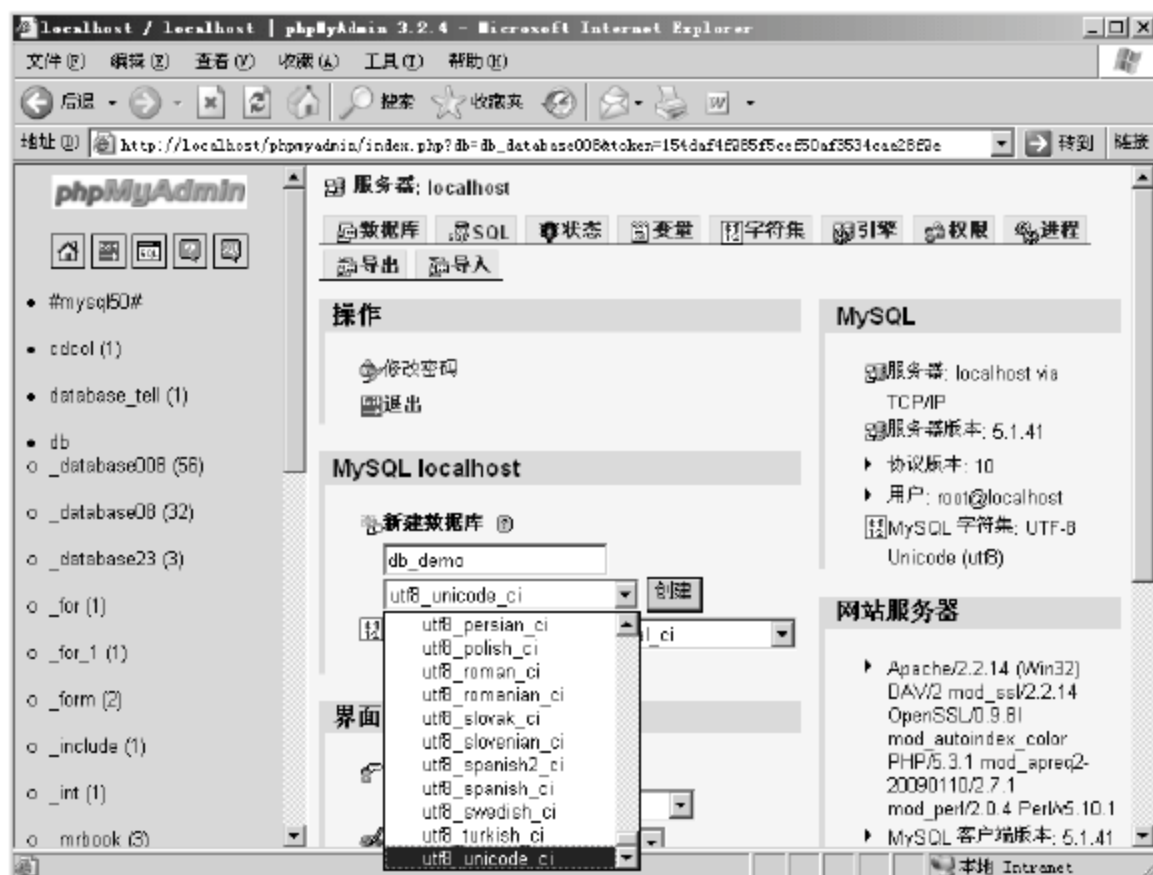 localhost / localhost | phpMyAdmin 3.2.4 - Microsoft Internet Explorer
文件(F) 编辑(E) 查看(V) 收藏(A) 工具(T) 帮助(H)
后退 搜索 收藏夹
地址(D) http://localhost/phpmyadmin/index.php?db=db_database008&token=154daf4f985f5cef50af3534cae28f9e 转到 链接
phpMyAdmin
#mysql50#
cdcol (1)
database_tell (1)
db
_database008 (56)
_database08 (32)
_database23 (3)
_for (1)
_for_1 (1)
_form (2)
_include (1)
_int (1)
_mrbook (3)
服务器: localhost
数据库 SQL 状态 变量 字符集 引擎 权限 进程
导出 导入
操作
修改密码
退出
MySQL localhost
新建数据库
db_demo
utf8_unicode_ci 创建
l_ci
utf8_persian_ci
utf8_polish_ci
utf8_roman_ci
utf8_romanian_ci
utf8_slovak_ci
utf8_slovenian_ci
utf8_spanish2_ci
utf8_spanish_ci
utf8_swedish_ci
utf8_turkish_ci
utf8_unicode_ci
界面
MySQL
服务器: localhost via
TCP/IP
服务器版本: 5.1.41
协议版本: 10
用户: root@localhost
MySQL 字符集: UTF-8
Unicode (utf8)
网站服务器
Apache/2.2.14 (Win32)
DAV/2 mod_ssl/2.2.14
OpenSSL/0.9.8l
mod_autoindex_color
PHP/5.3.1 mod_apreq2-
20090110/2.7.1
mod_perl/2.0.4 Perl/v5.10.1
MySQL 客户端版本: 5.1.41
本地 Intranet